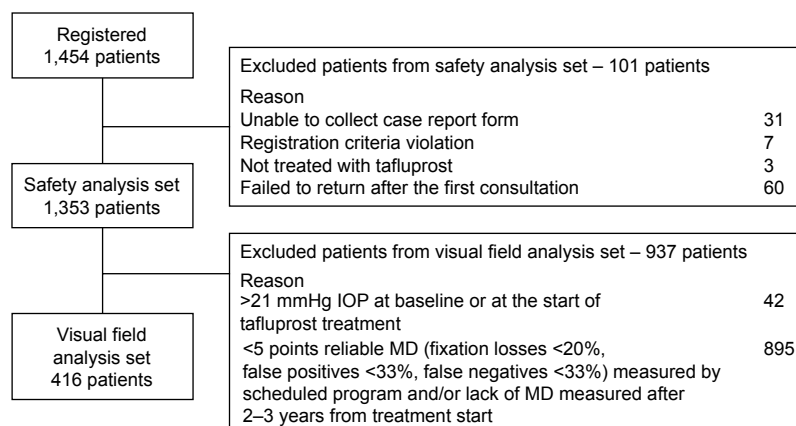 Registered
1,454 patients
Excluded patients from safety analysis set – 101 patients
Reason
Unable to collect case report form 31
Registration criteria violation 7
Not treated with tafluprost 3
Failed to return after the first consultation 60
Safety analysis set
1,353 patients
Excluded patients from visual field analysis set – 937 patients
Reason
>21 mmHg IOP at baseline or at the start of 42
tafluprost treatment
<5 points reliable MD (fixation losses <20%, 895
false positives <33%, false negatives <33%) measured by
scheduled program and/or lack of MD measured after
2–3 years from treatment start
Visual field
analysis set
416 patients